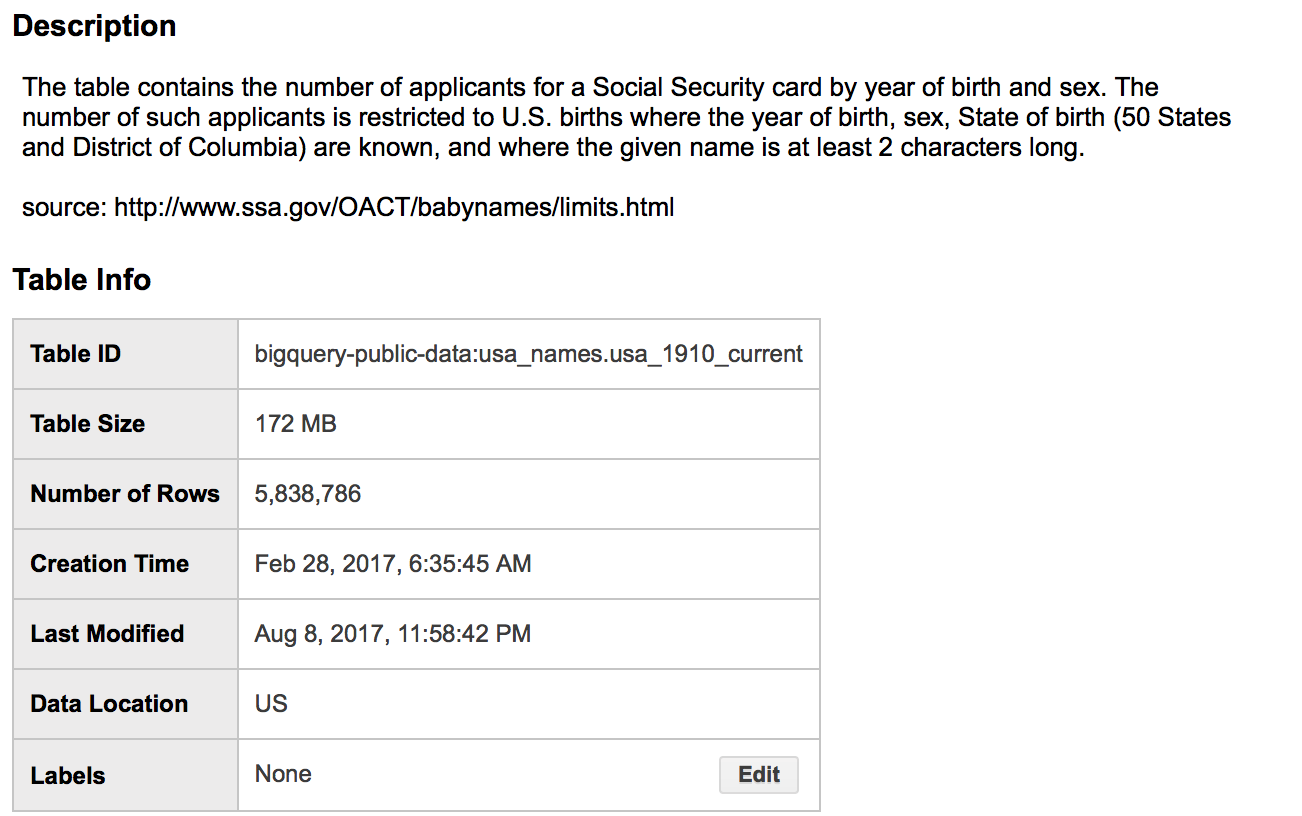 Description
The table contains the number of applicants for a Social Security card by year of birth and sex. The
number of such applicants is restricted to U.S. births where the year of birth, sex, State of birth (50 States
and District of Columbia) are known, and where the given name is at least 2 characters long.
source: http://www.ssa.gov/OACT/babynames/limits.html
Table Info
Table ID bigquery-public-data:usa_names.usa_1910_current
Table Size 172 MB
Number of Rows 5,838,786
Creation Time Feb 28, 2017, 6:35:45 AM
Last Modified Aug 8, 2017, 11:58:42 PM
Data Location US
Labels None Edit